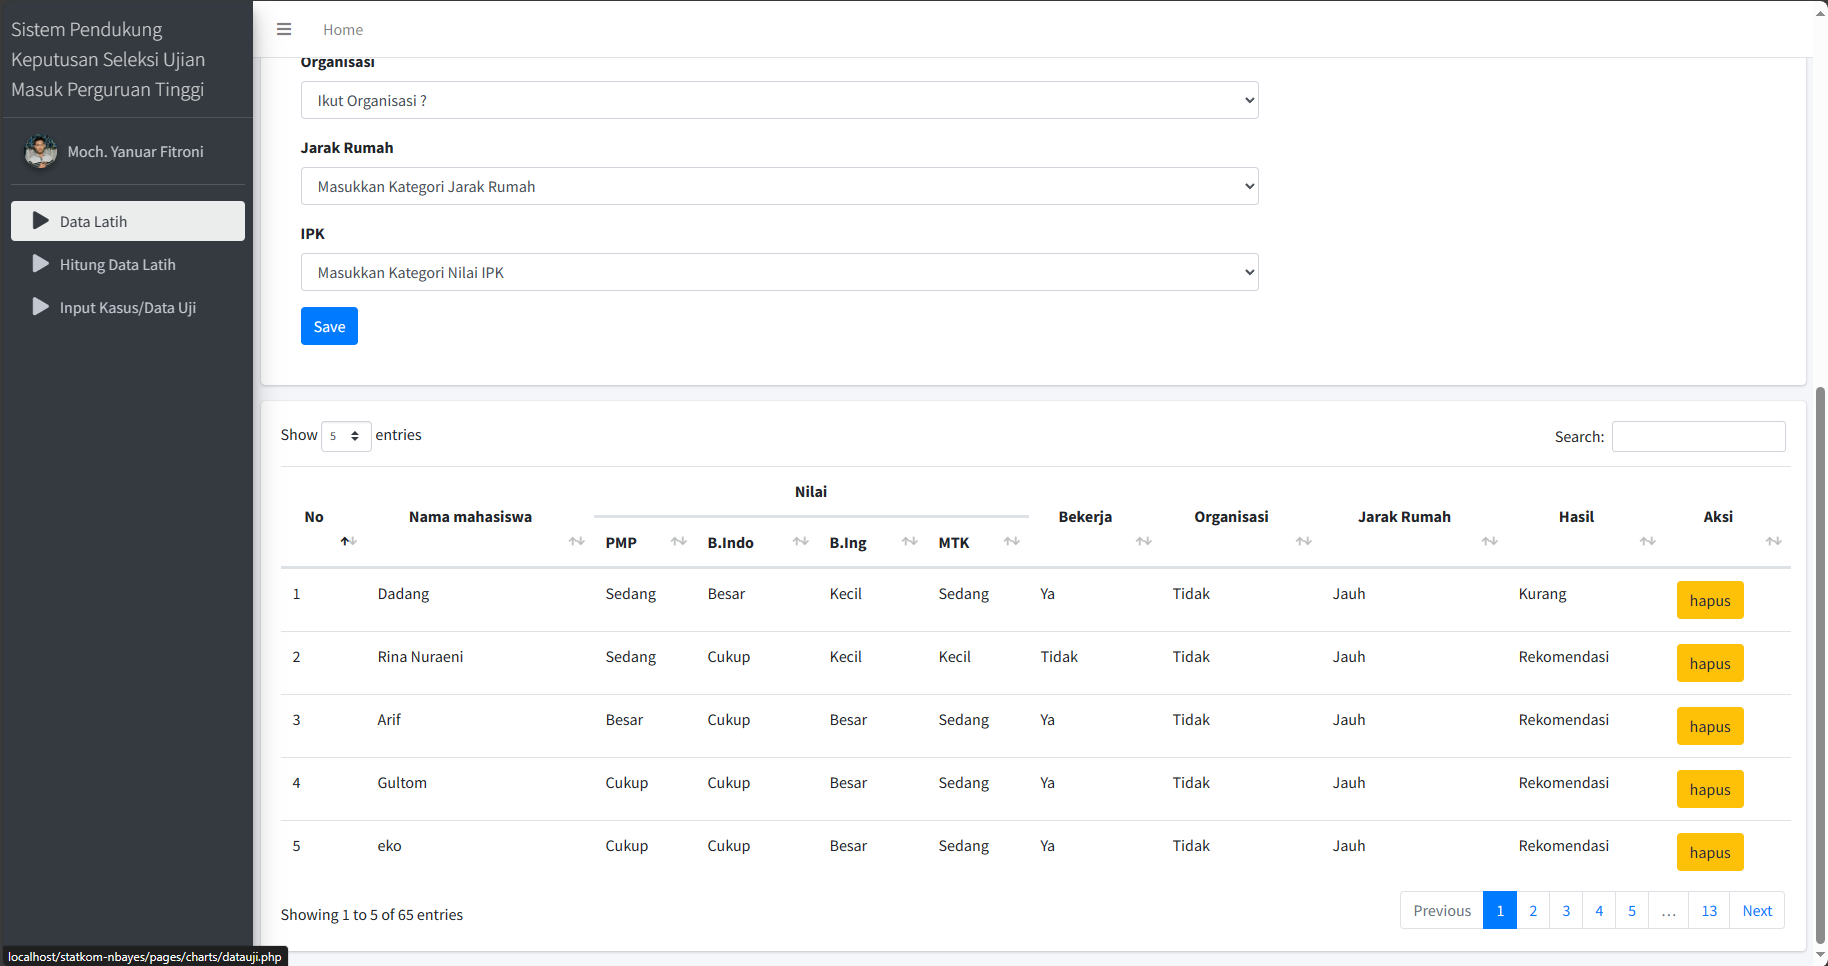 Sistem Pendukung
Keputusan Seleksi Ujian
Masuk Perguruan Tinggi
Moch. Yanuar Fitroni
Data Latih
Hitung Data Latih
Input Kasus/Data Uji
Home
Organisasi
Ikut Organisasi ?
Jarak Rumah
Masukkan Kategori Jarak Rumah
IPK
Masukkan Kategori Nilai IPK
Save
Show 5 entries
Search:
Nilai
No Nama mahasiswa Bekerja Organisasi Jarak Rumah Hasil Aksi
PMP B.Indo B.Ing MTK
1 Dadang Sedang Besar Kecil Sedang Ya Tidak Jauh Kurang hapus
2 Rina Nuraeni Sedang Cukup Kecil Kecil Tidak Tidak Jauh Rekomendasi hapus
3 Arif Besar Cukup Besar Sedang Ya Tidak Jauh Rekomendasi hapus
4 Gultom Cukup Cukup Besar Sedang Ya Tidak Jauh Rekomendasi hapus
5 eko Cukup Cukup Besar Sedang Ya Tidak Jauh Rekomendasi hapus
Showing 1 to 5 of 65 entries
Previous 1 2 3 4 5 … 13 Next
localhost/statkom-nbayes/pages/charts/datauji.php